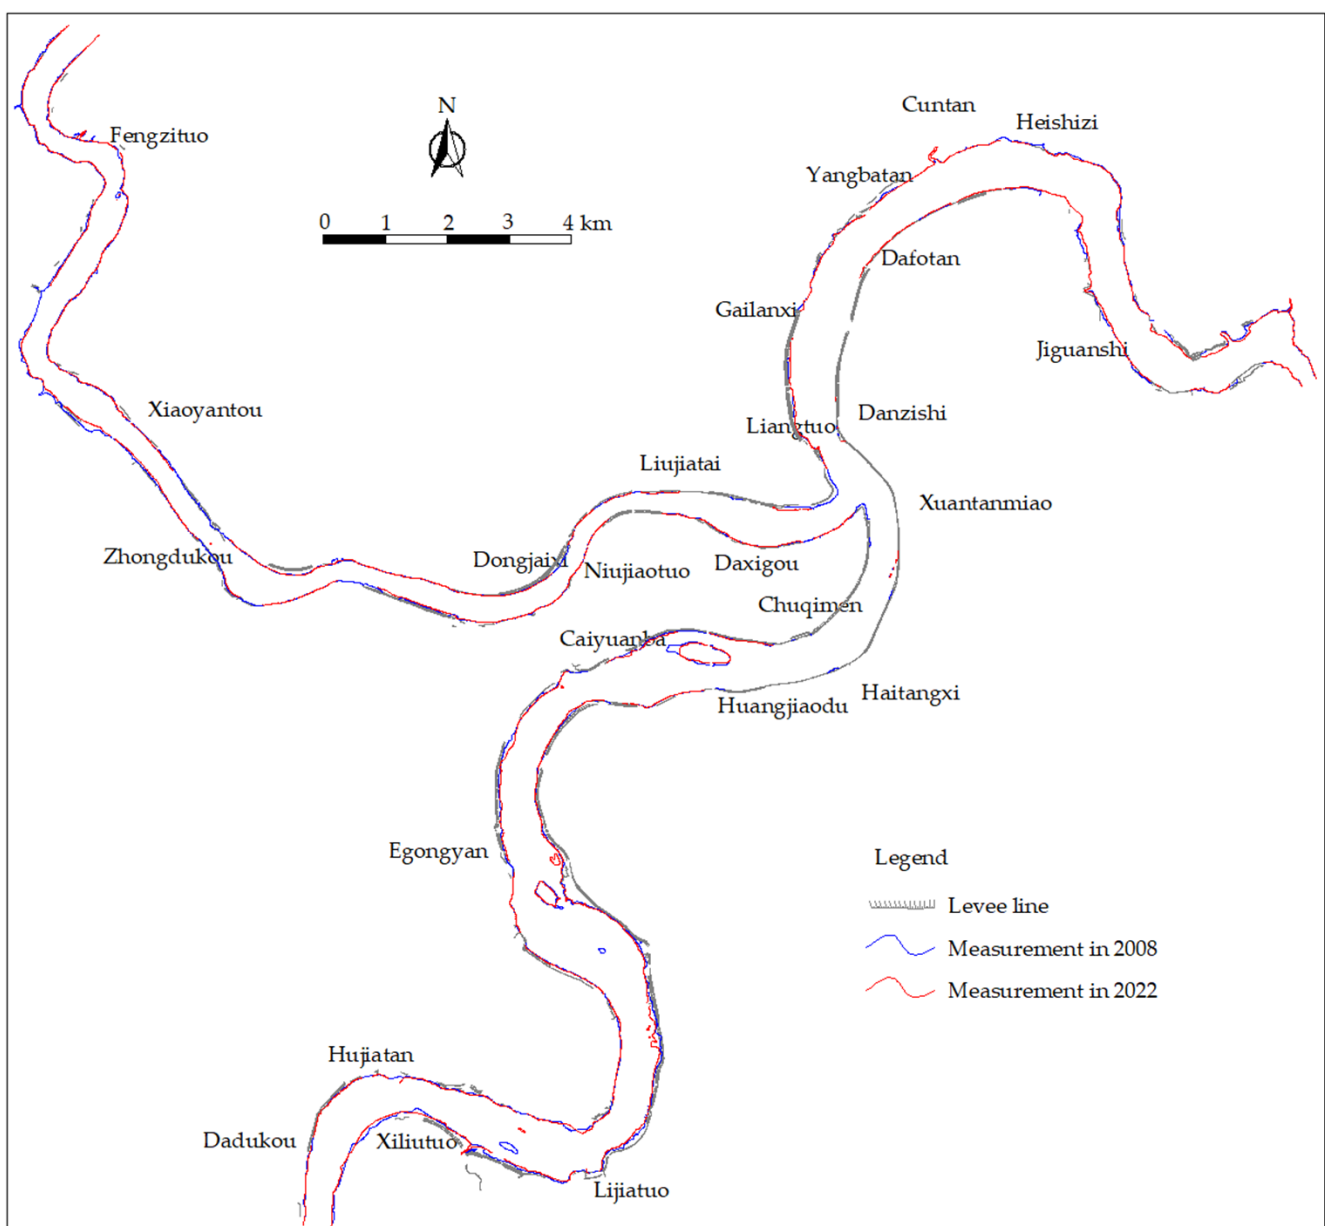 Cuntan
Heishizi
N
Fengzituo
Yangbatan
0 1 2 3 4 km
Dafotan
Gailanxi
Jiguanshi
Xiaoyantou
Danzishi
Liangtuo
Liujiatai
Xuantanmiao
Zhongdukou
Dongjaixi
Niujiaotuo
Daxigou
Chuqimen
Caiyuanba
Haitangxi
Huangjiaodu
Egongyan
Legend
Levee line
Measurement in 2008
Measurement in 2022
Hujiatan
Dadukou
Xiliutuo
Lijiatuo